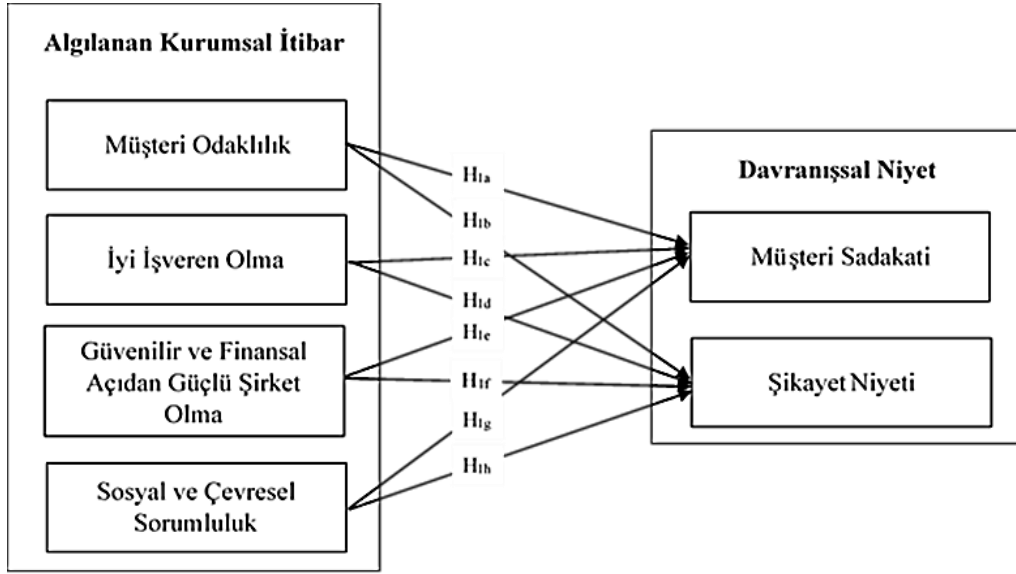 Algılanan Kurumsal İtibar
Müşteri Odaklılık
İyi İşveren Olma
Güvenilir ve Finansal
Açıdan Güçlü Şirket
Olma
Sosyal ve Çevresel
Sorumluluk
H1a
H1b
H1c
H1d
H1e
H1f
H1g
H1h
Davranışsal Niyet
Müşteri Sadakati
Şikayet Niyeti